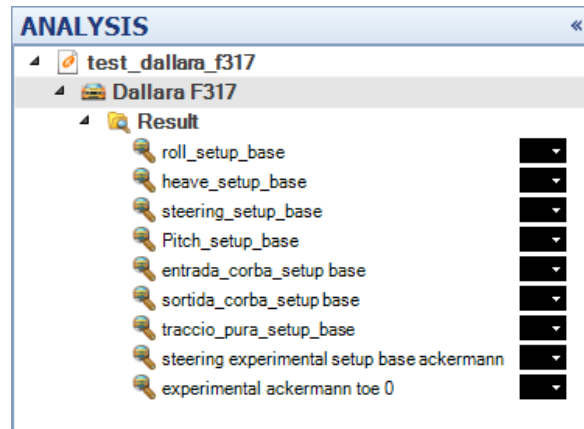 ANALYSIS «
test_dallara_f317
Dallara F317
Result
roll_setup_base
heave_setup_base
steering_setup_base
Pitch_setup_base
entrada_corba_setup base
sortida_corba_setup base
traccio_pura_setup_base
steering experimental setup base ackermann
experimental ackermann toe 0